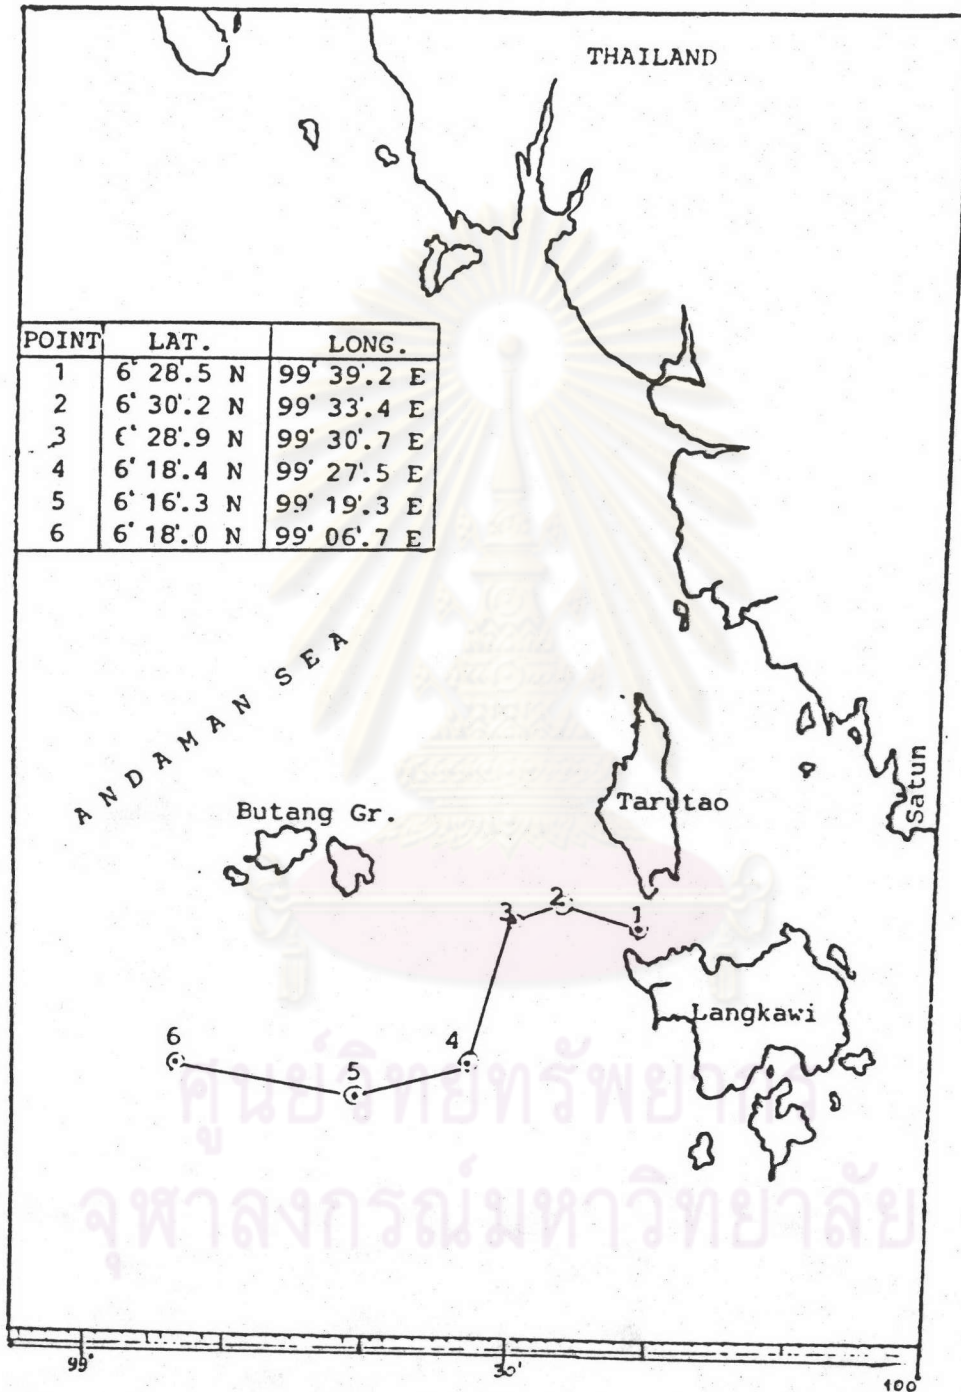 THAILAND
POINT LAT. LONG.
1 6° 28'.5 N 99° 39'.2 E
2 6° 30'.2 N 99° 33'.4 E
3 6° 28'.9 N 99° 30'.7 E
4 6° 18'.4 N 99° 27'.5 E
5 6° 16'.3 N 99° 19'.3 E
6 6° 18'.0 N 99° 06'.7 E
ANDAMAN SEA
Butang Gr.
Tarutao
Satun
2
3
1
Langkawi
6
4
5
ศูนย์วิทยทรัพยากร
จุฬาลงกรณ์มหาวิทยาลัย
99°
30'
100°